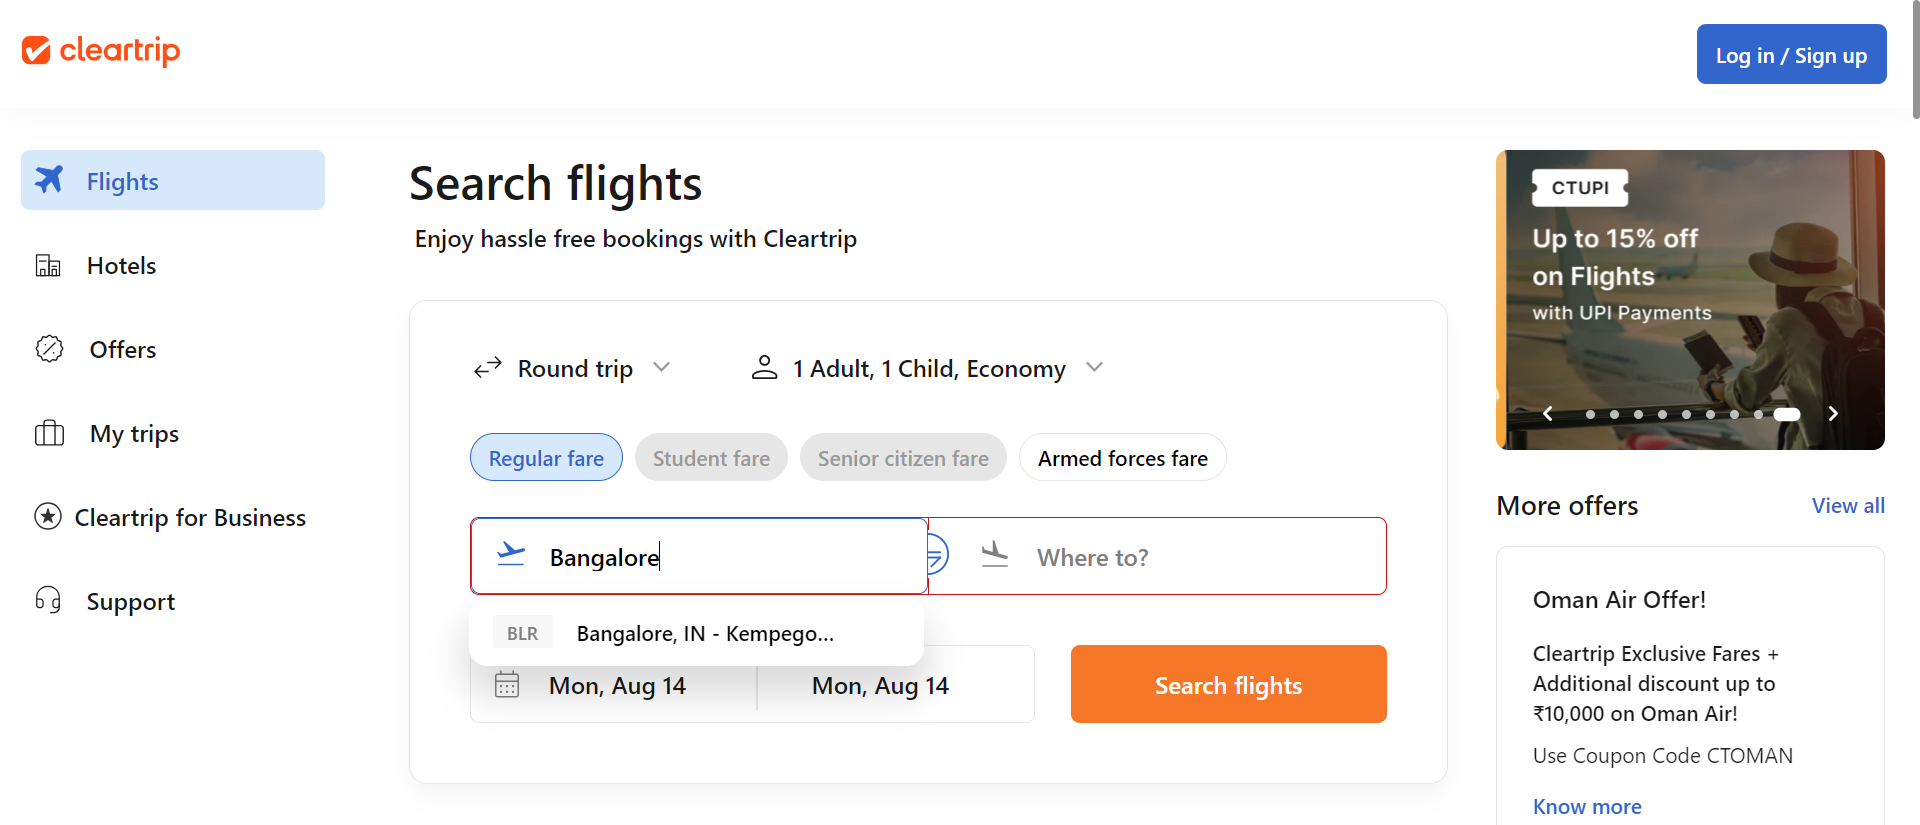 cleartrip
Log in / Sign up
Flights
Hotels
Offers
My trips
Cleartrip for Business
Support
Search flights
Enjoy hassle free bookings with Cleartrip
Round trip
1 Adult, 1 Child, Economy
Regular fare
Student fare
Senior citizen fare
Armed forces fare
Bangalore
Where to?
BLR Bangalore, IN - Kempego...
Mon, Aug 14
Mon, Aug 14
Search flights
CTUPI
Up to 15% off
on Flights
with UPI Payments
More offers
View all
Oman Air Offer!
Cleartrip Exclusive Fares +
Additional discount up to
₹10,000 on Oman Air!
Use Coupon Code CTOMAN
Know more